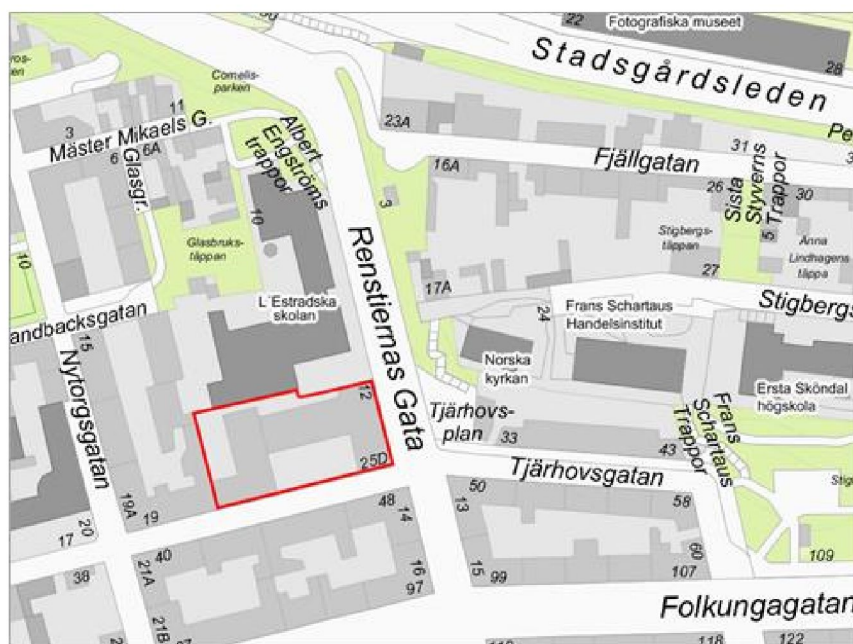 22
Fotografiska museet
28
Stadsgårdsleden
Cornelis-
parken
11
3
Mäster Mikaels G.
6
6A
Glasgr.
Albert
Engströms
trappor
23A
31
Fjällgatan
16A
26
Sista
Styverns
Trappor
30
10
3
Glasbruks-
täppan
Stigbergs-
täppan
5
Anna
Lindhagens
täppa
27
10
17A
L´Estradska
skolan
Renstiernas Gata
24
Frans Schartaus
Handelsinstitut
Stigbergs
andbacksgatan
15
Nytorgsgatan
Norska
kyrkan
Ersta Sköndal
högskola
12
Tjärhovs-
plan
33
Frans
Schartaus
Trappor
43
25D
Tjärhovsgatan
19A
19
20
17
48
14
13
50
58
40
21A
38
16
97
15
99
60
107
109
21B
Folkungagatan
118
122